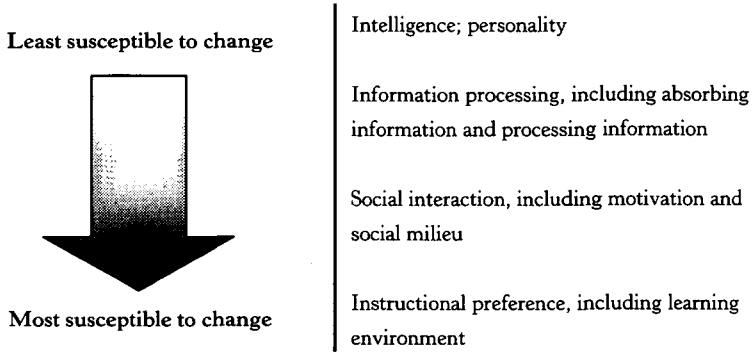 Least susceptible to change
Most susceptible to change
Intelligence; personality
Information processing, including absorbing
information and processing information
Social interaction, including motivation and
social milieu
Instructional preference, including learning
environment